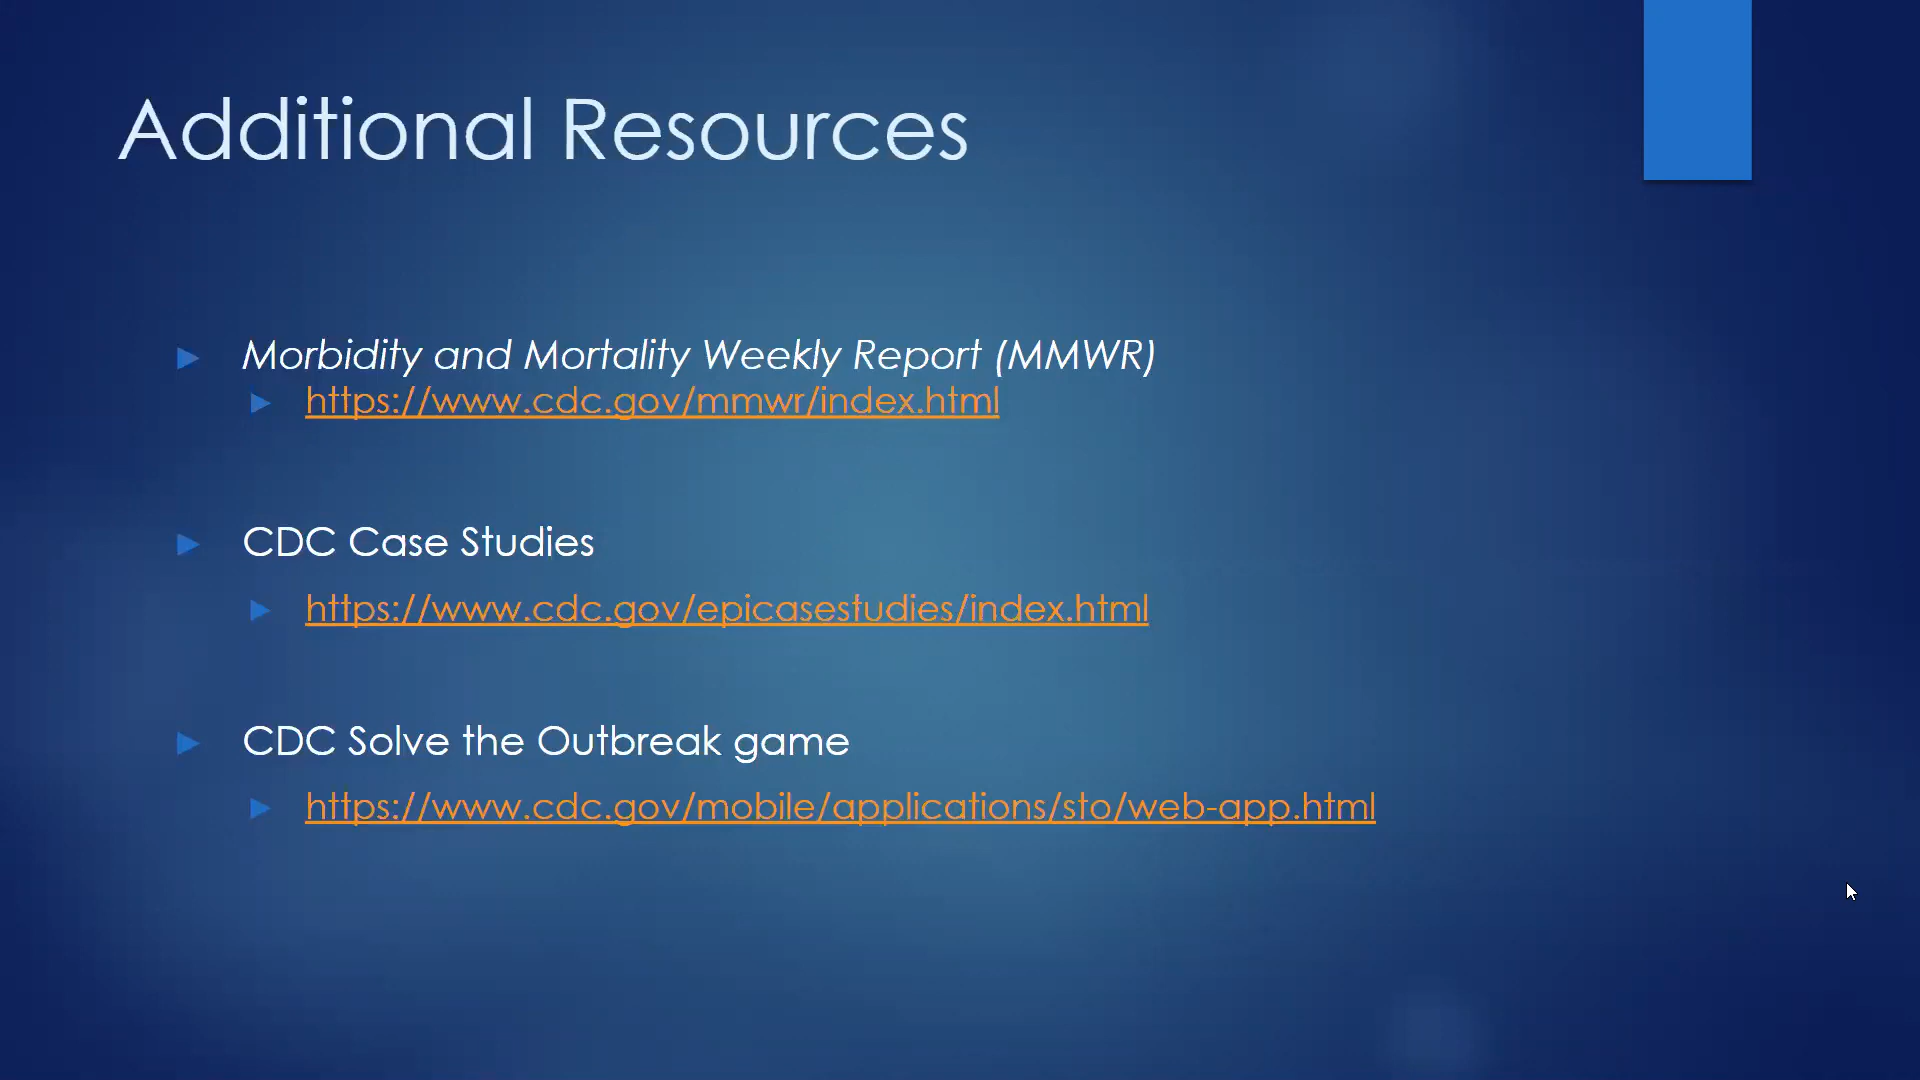 Additional Resources
Morbidity and Mortality Weekly Report (MMWR)
https://www.cdc.gov/mmwr/index.html
CDC Case Studies
https://www.cdc.gov/epicasestudies/index.html
CDC Solve the Outbreak game
https://www.cdc.gov/mobile/applications/sto/web-app.html